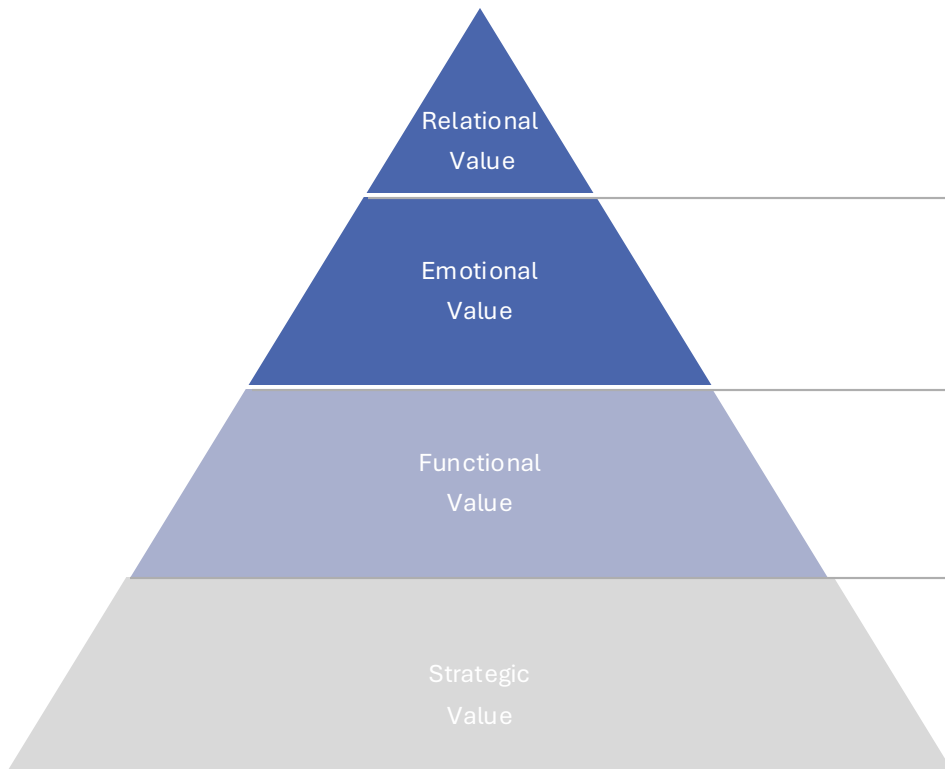 Relational
Value
Emotional
Value
Functional
Value
Strategic
Value